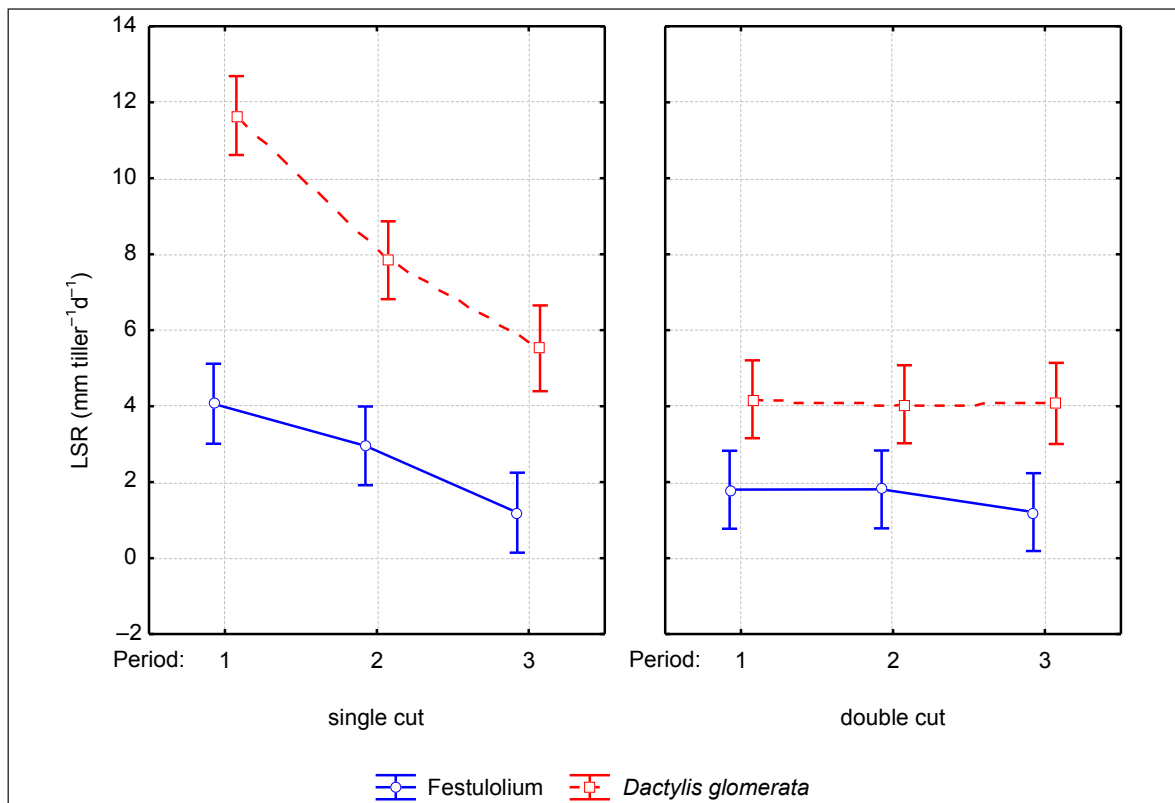 14
12
10
8
6
4
2
0
–2
LSR (mm tiller⁻¹d⁻¹)
Period: 1 2 3
Period: 1 2 3
single cut
double cut
Festulolium Dactylis glomerata